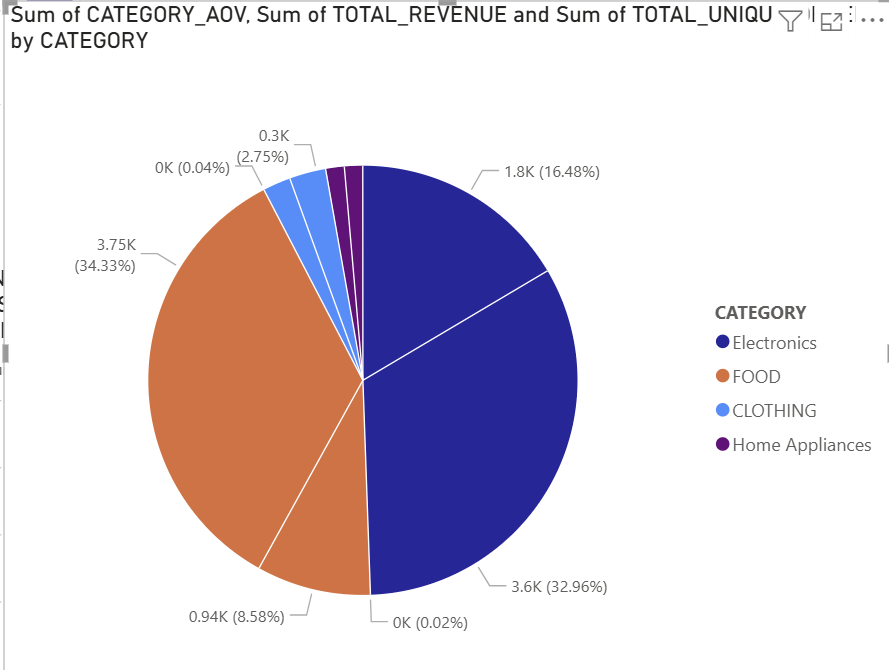 Sum of CATEGORY_AOV, Sum of TOTAL_REVENUE and Sum of TOTAL_UNIQU
by CATEGORY
0.3K
(2.75%)
0K (0.04%)
1.8K (16.48%)
3.75K
(34.33%)
CATEGORY
Electronics
FOOD
CLOTHING
Home Appliances
3.6K (32.96%)
0.94K (8.58%)
0K (0.02%)